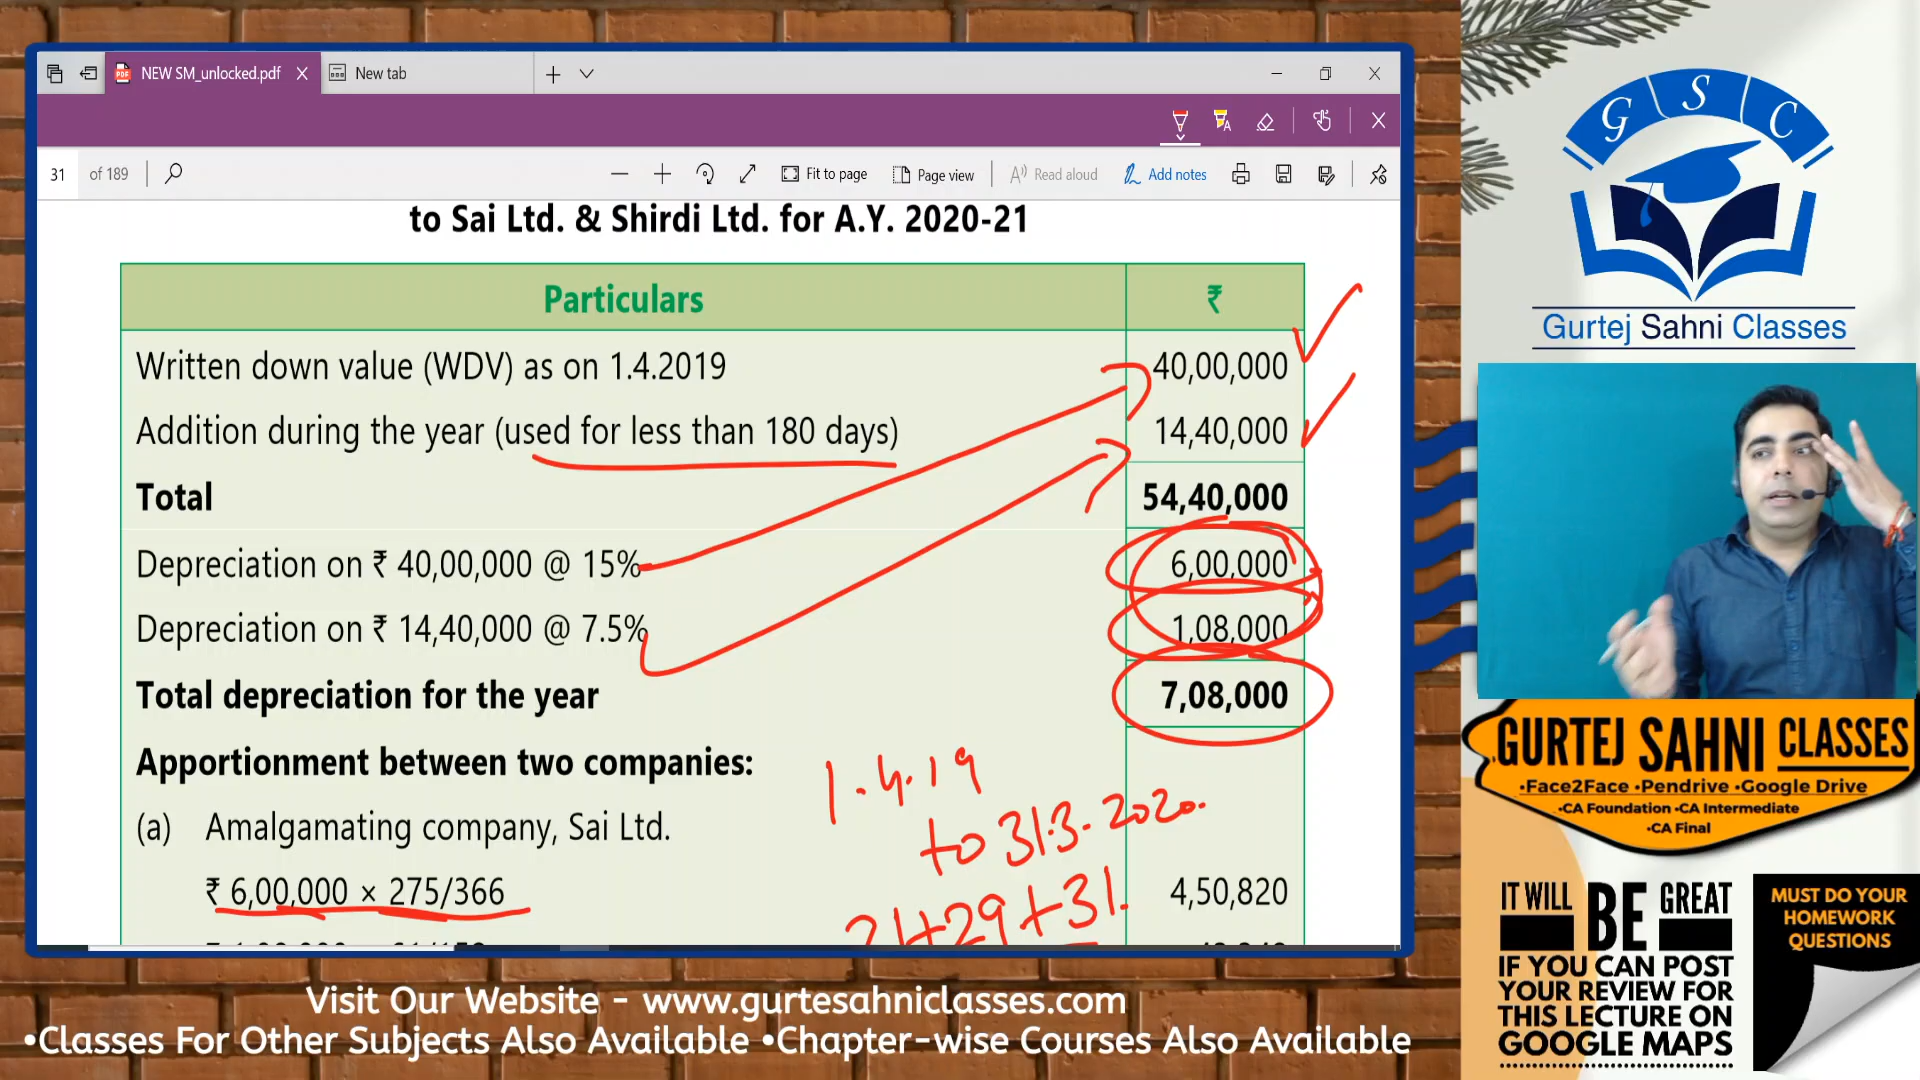 NEW SM_unlocked.pdf
New tab
31 of 189
Fit to page
Page view
Read aloud
Add notes
to Sai Ltd. & Shirdi Ltd. for A.Y. 2020-21
Particulars ₹
Written down value (WDV) as on 1.4.2019 40,00,000
Addition during the year (used for less than 180 days) 14,40,000
Total 54,40,000
Depreciation on ₹ 40,00,000 @ 15% 6,00,000
Depreciation on ₹ 14,40,000 @ 7.5% 1,08,000
Total depreciation for the year 7,08,000
Apportionment between two companies:
1.4.19
to 31.3.2020.
(a) Amalgamating company, Sai Ltd.
₹ 6,00,000 × 275/366 4,50,820
+29+31.
G S C
Gurtej Sahni Classes
GURTEJ SAHNI CLASSES
•Face2Face •Pendrive •Google Drive
•CA Foundation •CA Intermediate
•CA Final
IT WILL BE GREAT
IF YOU CAN POST
YOUR REVIEW FOR
THIS LECTURE ON
GOOGLE MAPS
MUST DO YOUR
HOMEWORK
QUESTIONS
Visit Our Website - www.gurtesahniclasses.com
•Classes For Other Subjects Also Available •Chapter-wise Courses Also Available